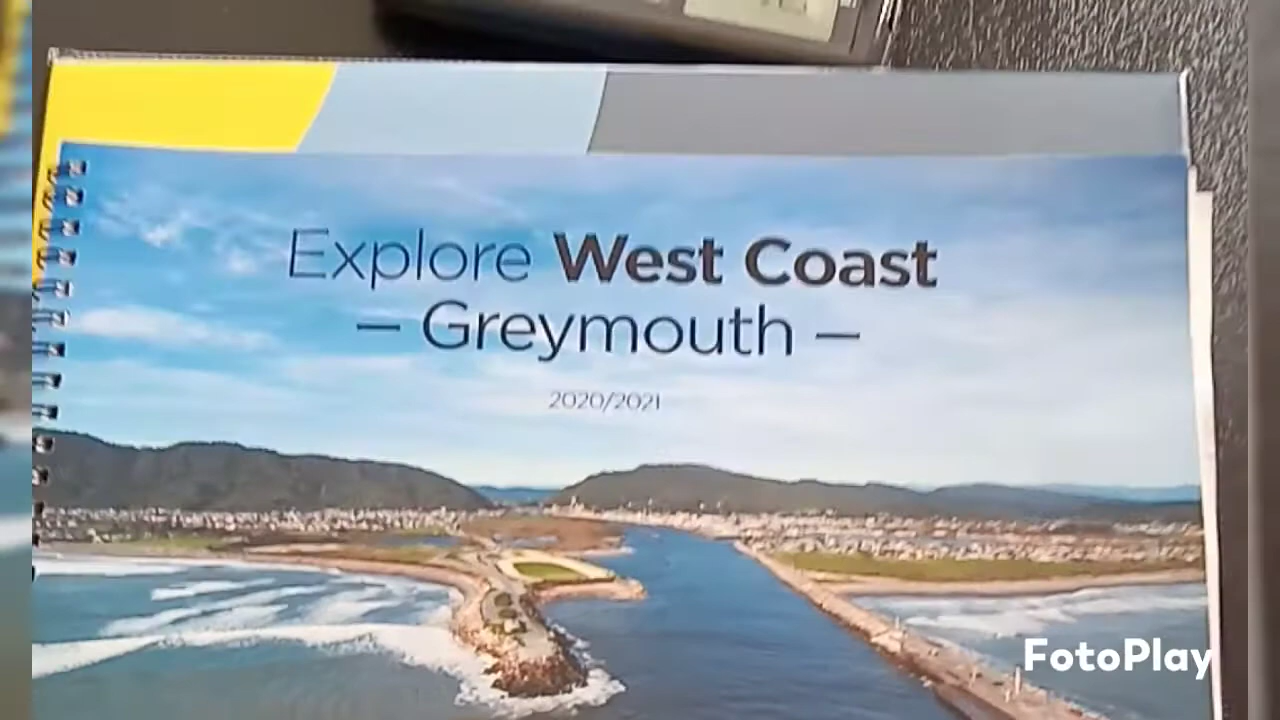 Explore West Coast
— Greymouth —
2020/2021
FotoPlay